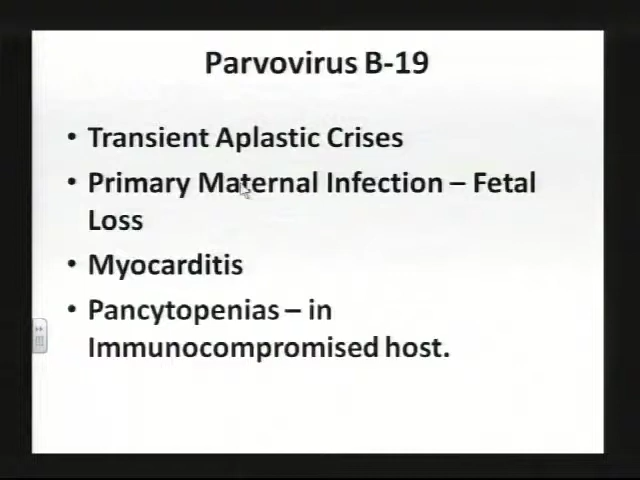 Parvovirus B-19
• Transient Aplastic Crises
• Primary Maternal Infection – Fetal
Loss
• Myocarditis
• Pancytopenias – in
Immunocompromised host.